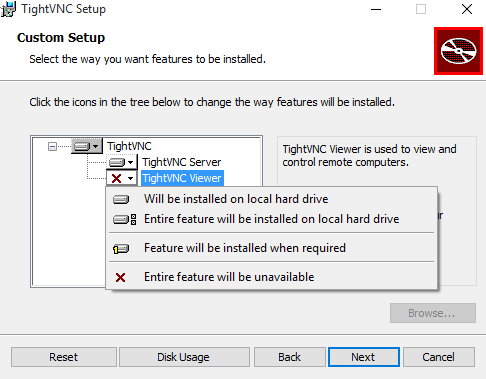 TightVNC Setup
Custom Setup
Select the way you want features to be installed.
Click the icons in the tree below to change the way features will be installed.
TightVNC
TightVNC Server
TightVNC Viewer
TightVNC Viewer is used to view and
control remote computers.
Will be installed on local hard drive
Entire feature will be installed on local hard drive
Feature will be installed when required
Entire feature will be unavailable
Browse...
Reset
Disk Usage
Back
Next
Cancel